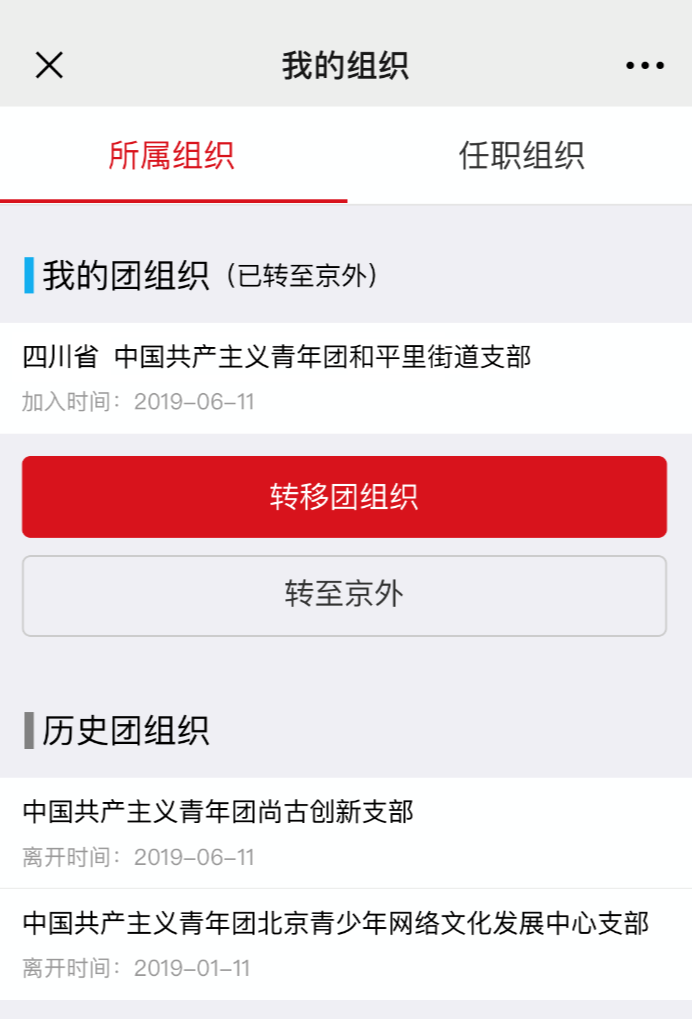 我的组织
所属组织
任职组织
我的团组织（已转至京外）
四川省 中国共产主义青年团和平里街道支部
加入时间：2019-06-11
转移团组织
转至京外
历史团组织
中国共产主义青年团尚古创新支部
离开时间：2019-06-11
中国共产主义青年团北京青少年网络文化发展中心支部
离开时间：2019-01-11